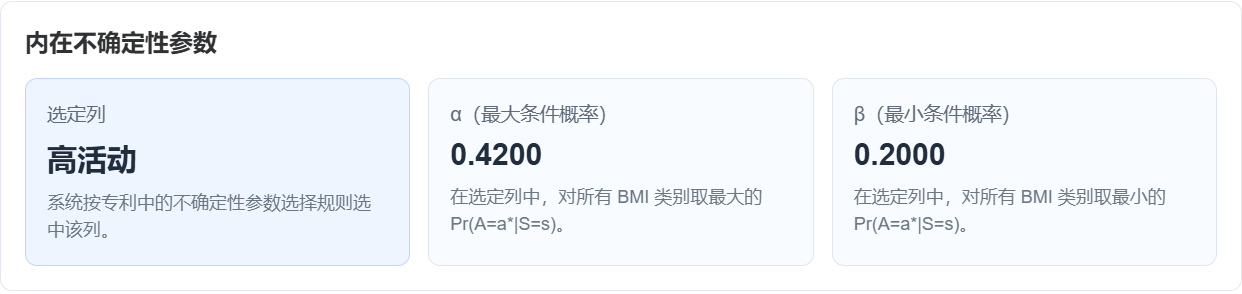 内在不确定性参数
选定列
高活动
系统按专利中的不确定性参数选择规则选
中该列。
α（最大条件概率）
0.4200
在选定列中，对所有 BMI 类别取最大的
Pr(A=a*|S=s)。
β（最小条件概率）
0.2000
在选定列中，对所有 BMI 类别取最小的
Pr(A=a*|S=s)。